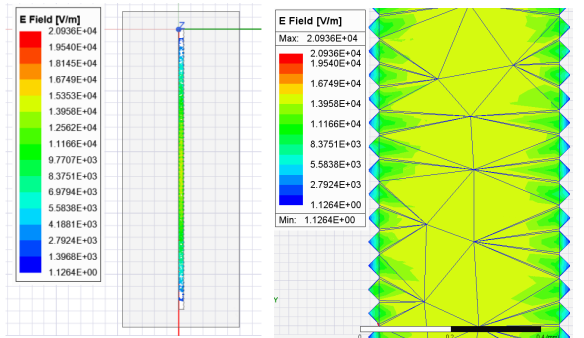 E Field [V/m]
2.0936E+04
1.9540E+04
1.8145E+04
1.6749E+04
1.5353E+04
1.3958E+04
1.2562E+04
1.1166E+04
9.7707E+03
8.3751E+03
6.9794E+03
5.5838E+03
4.1881E+03
2.7924E+03
1.3968E+03
1.1264E+00
Z
E Field [V/m]
Max: 2.0936E+04
2.0936E+04
1.9540E+04
1.6749E+04
1.3958E+04
1.1166E+04
8.3751E+03
5.5838E+03
2.7924E+03
1.1264E+00
Min: 1.1264E+00
Y
0 0.2